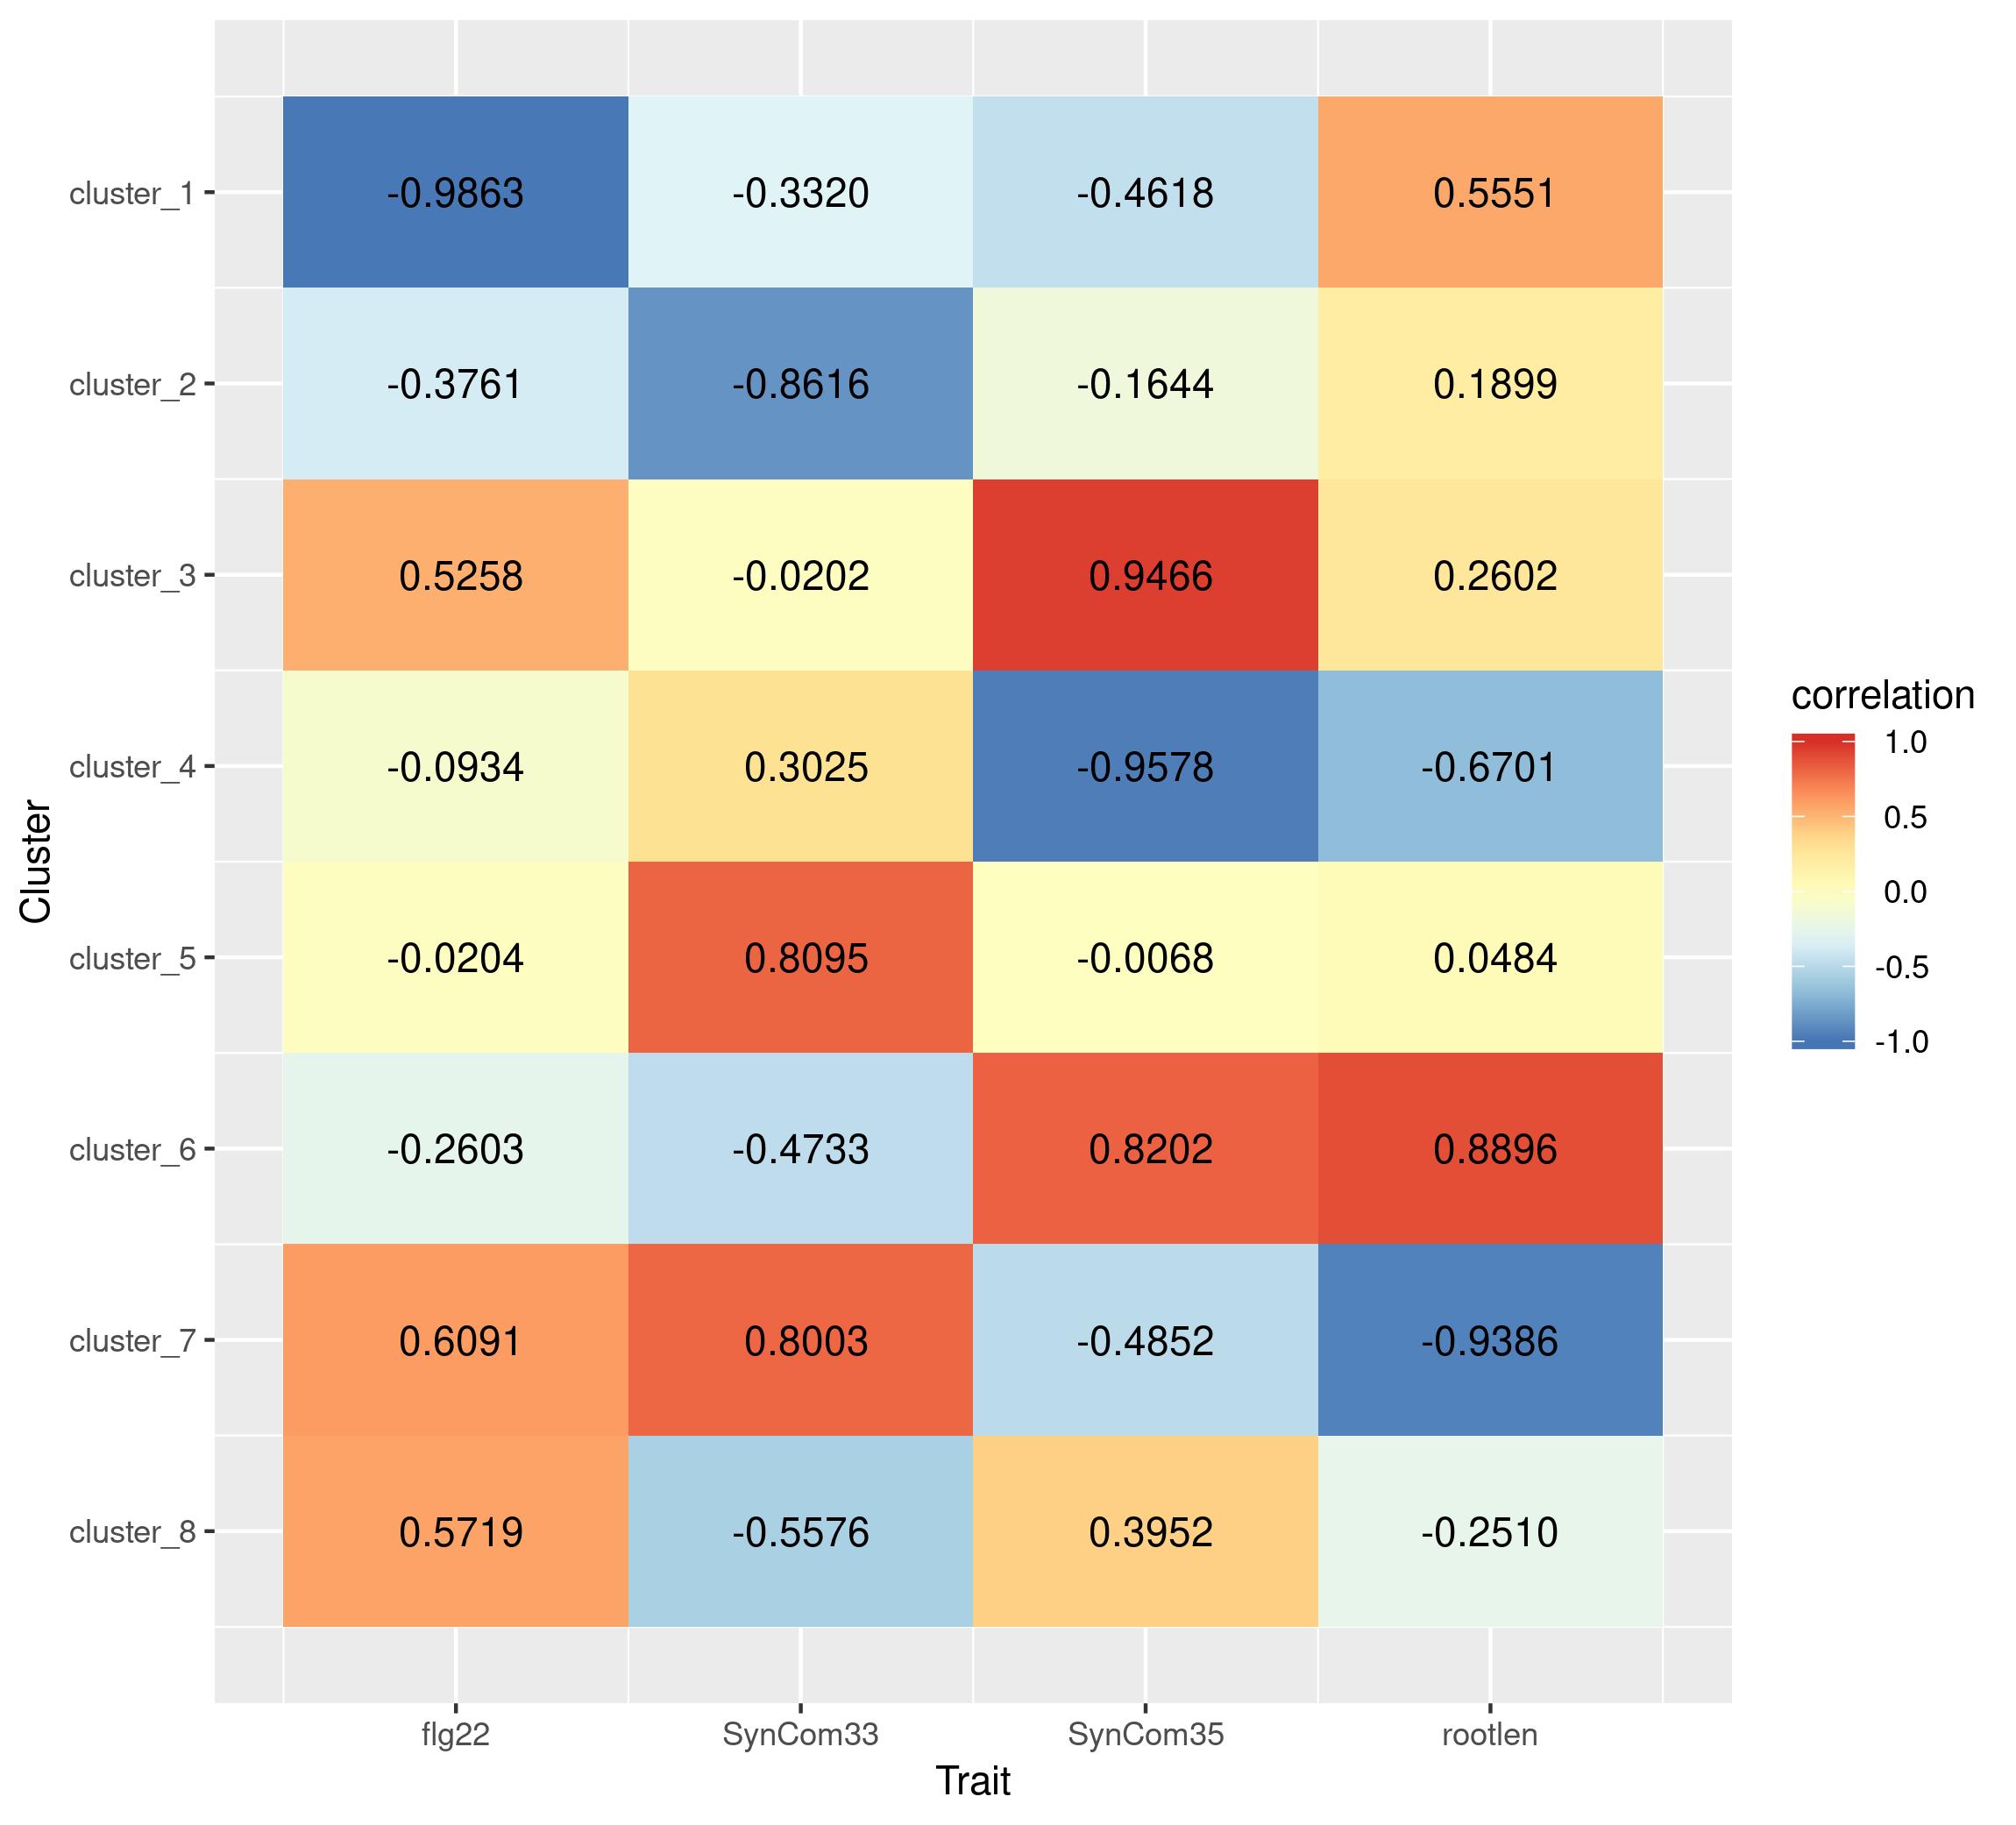 cluster_1 -0.9863 -0.3320 -0.4618 0.5551
cluster_2 -0.3761 -0.8616 -0.1644 0.1899
cluster_3 0.5258 -0.0202 0.9466 0.2602
cluster_4 -0.0934 0.3025 -0.9578 -0.6701
cluster_5 -0.0204 0.8095 -0.0068 0.0484
cluster_6 -0.2603 -0.4733 0.8202 0.8896
cluster_7 0.6091 0.8003 -0.4852 -0.9386
cluster_8 0.5719 -0.5576 0.3952 -0.2510
flg22 SynCom33 SynCom35 rootlen
Trait
Cluster
correlation
1.0
0.5
0.0
-0.5
-1.0